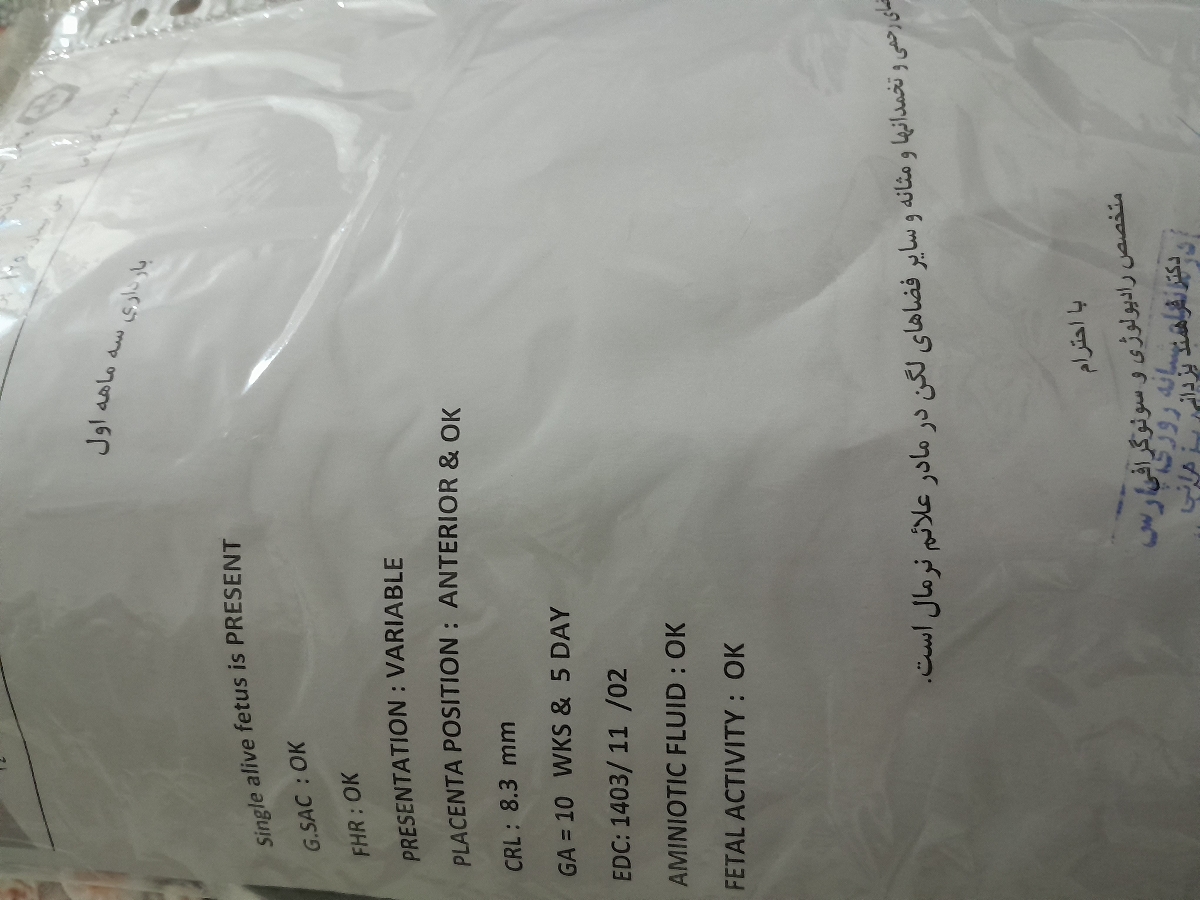 بارداری سه ماهه اول
Single alive fetus is PRESENT
G.SAC : OK
FHR : OK
PRESENTATION : VARIABLE
PLACENTA POSITION : ANTERIOR & OK
CRL : 8.3 mm
GA = 10 WKS & 5 DAY
EDC: 1403/ 11 /02
AMINIOTIC FLUID : OK
FETAL ACTIVITY : OK
رحمی و تخمدانها و مثانه و سایر فضاهای لگن در مادر علائم نرمال است.
با احترام
متخصص رادیولوژی و سونوگرافی
دکتر